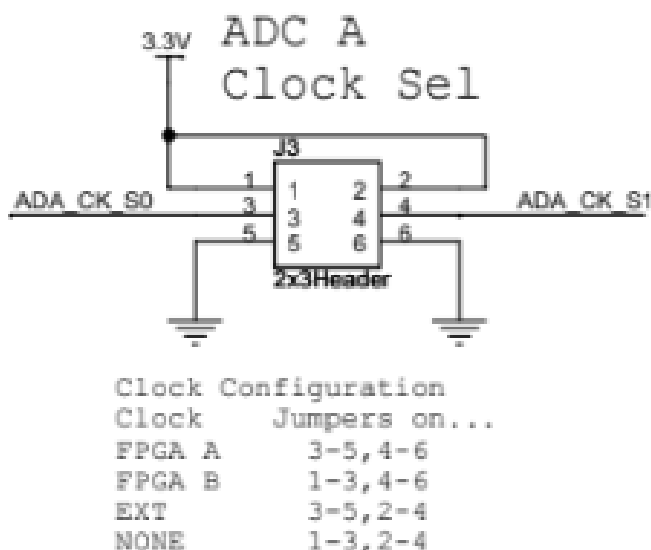 3.3V
ADC A
Clock Sel
J3
1 1 2 2
ADA_CK_S0 3 3 4 4 ADA_CK_S1
5 5 6 6
2x3Header
Clock Configuration
Clock Jumpers on...
FPGA A 3-5,4-6
FPGA B 1-3,4-6
EXT 3-5,2-4
NONE 1-3,2-4